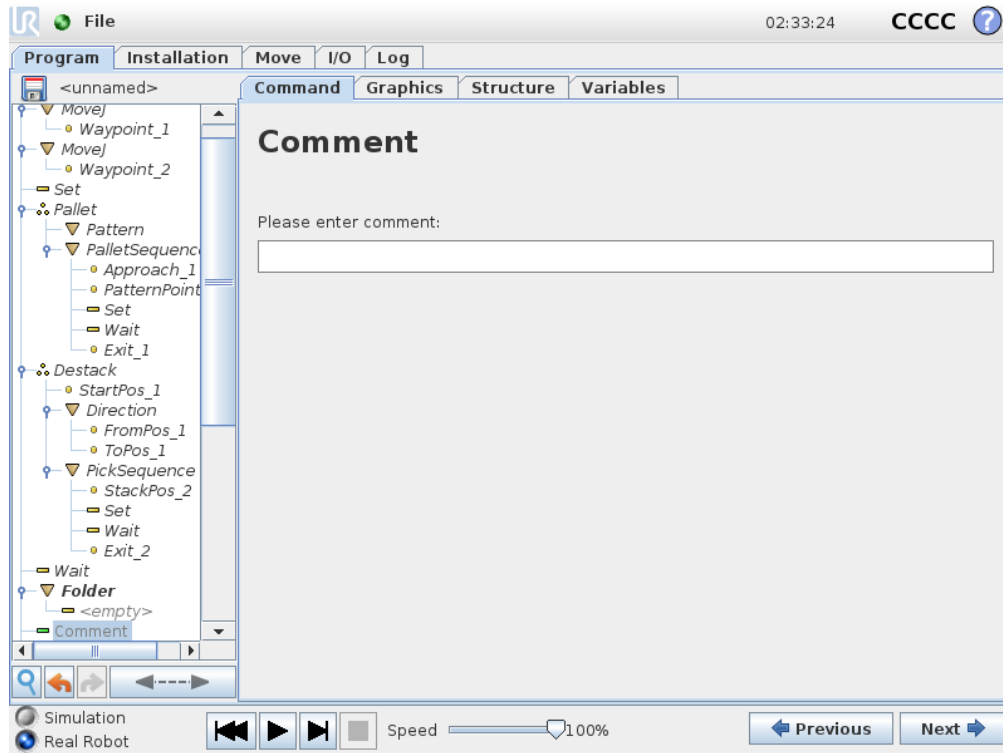 UR File 02:33:24 CCCC ?
Program Installation Move I/O Log
<unnamed> Command Graphics Structure Variables
MoveJ
Waypoint_1
MoveJ
Waypoint_2
Set
Pallet
Pattern
PalletSequenc
Approach_1
PatternPoint
Set
Wait
Exit_1
Destack
StartPos_1
Direction
FromPos_1
ToPos_1
PickSequence
StackPos_2
Set
Wait
Exit_2
Wait
Folder
<empty>
Comment
Comment
Please enter comment:
Simulation
Real Robot
Speed 100%
Previous Next